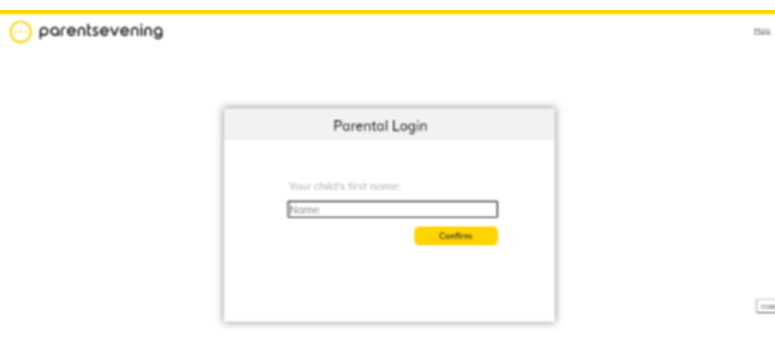 parentsevening
Parental Login
Your child's first name:
Name
Confirm